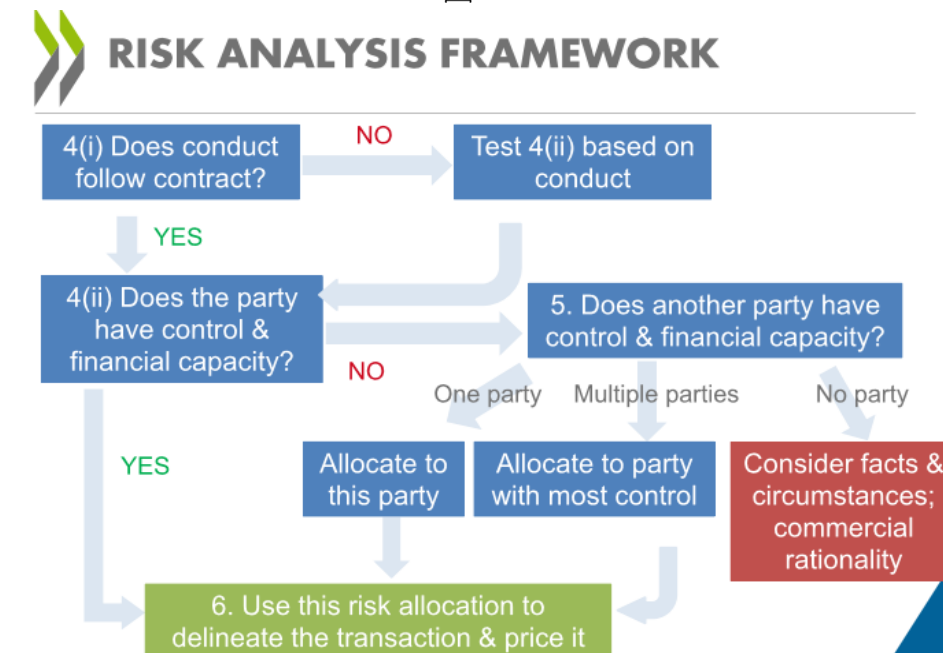 RISK ANALYSIS FRAMEWORK
4(i) Does conduct
follow contract?
NO
Test 4(ii) based on
conduct
YES
4(ii) Does the party
have control &
financial capacity?
NO
5. Does another party have
control & financial capacity?
One party
Multiple parties
No party
YES
Allocate to
this party
Allocate to party
with most control
Consider facts &
circumstances;
commercial
rationality
6. Use this risk allocation to
delineate the transaction & price it